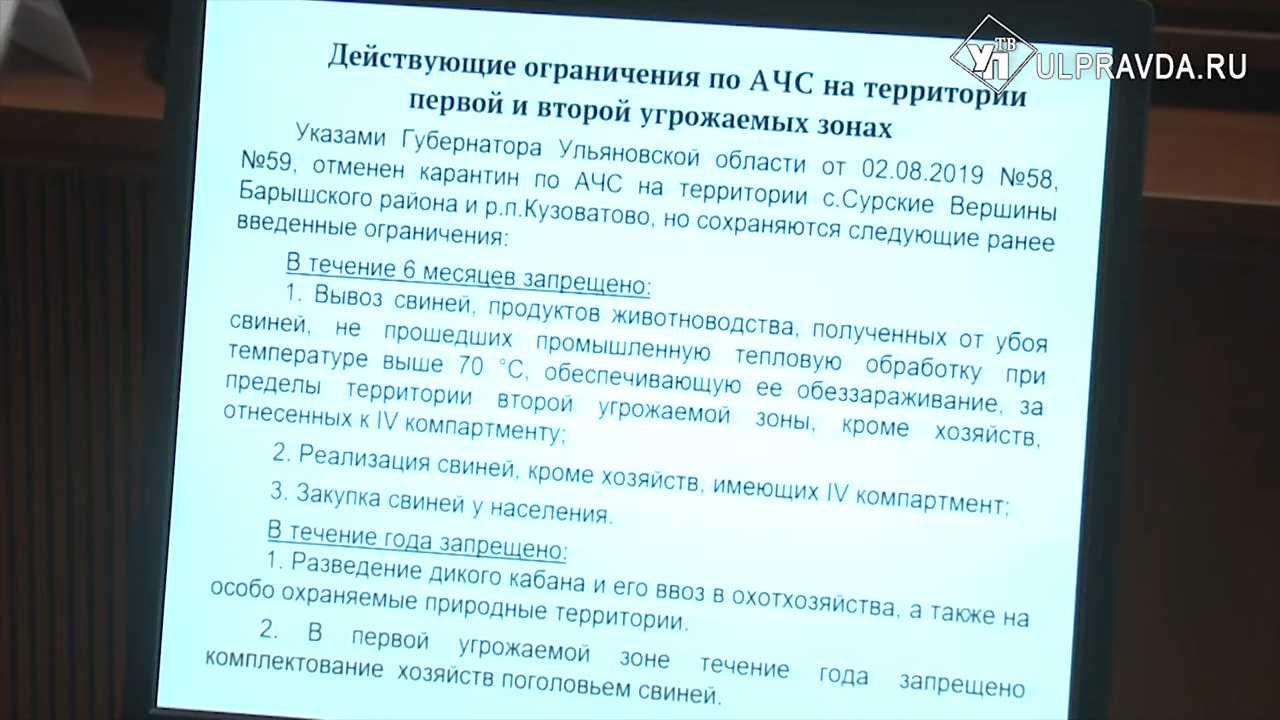 УП ТВ ULPRAVDA.RU
Действующие ограничения по АЧС на территории
первой и второй угрожаемых зонах
Указами Губернатора Ульяновской области от 02.08.2019 №58,
№59, отменен карантин по АЧС на территории с.Сурские Вершины
Барышского района и р.п.Кузоватово, но сохраняются следующие ранее
введенные ограничения:
В течение 6 месяцев запрещено:
1. Вывоз свиней, продуктов животноводства, полученных от убоя
свиней, не прошедших промышленную тепловую обработку при
температуре выше 70 °С, обеспечивающую ее обеззараживание, за
пределы территории второй угрожаемой зоны, кроме хозяйств,
отнесенных к IV компартменту;
2. Реализация свиней, кроме хозяйств, имеющих IV компартмент;
3. Закупка свиней у населения.
В течение года запрещено:
1. Разведение дикого кабана и его ввоз в охотхозяйства, а также на
особо охраняемые природные территории.
2. В первой угрожаемой зоне течение года запрещено
комплектование хозяйств поголовьем свиней.